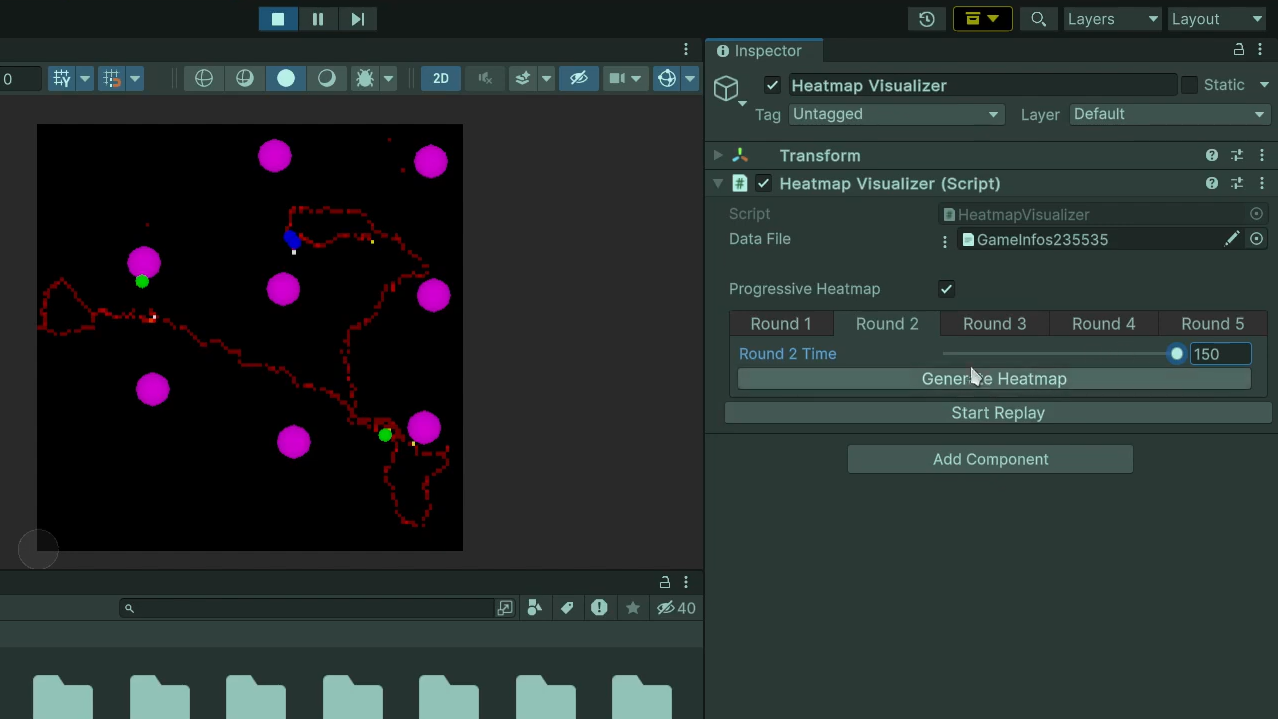 Layers
Layout
Inspector
0
2D
Heatmap Visualizer
Static
Tag
Untagged
Layer
Default
Transform
#
Heatmap Visualizer (Script)
Script
# HeatmapVisualizer
Data File
GameInfos235535
Progressive Heatmap
Round 1
Round 2
Round 3
Round 4
Round 5
Round 2 Time
150
Generate Heatmap
Start Replay
Add Component
40